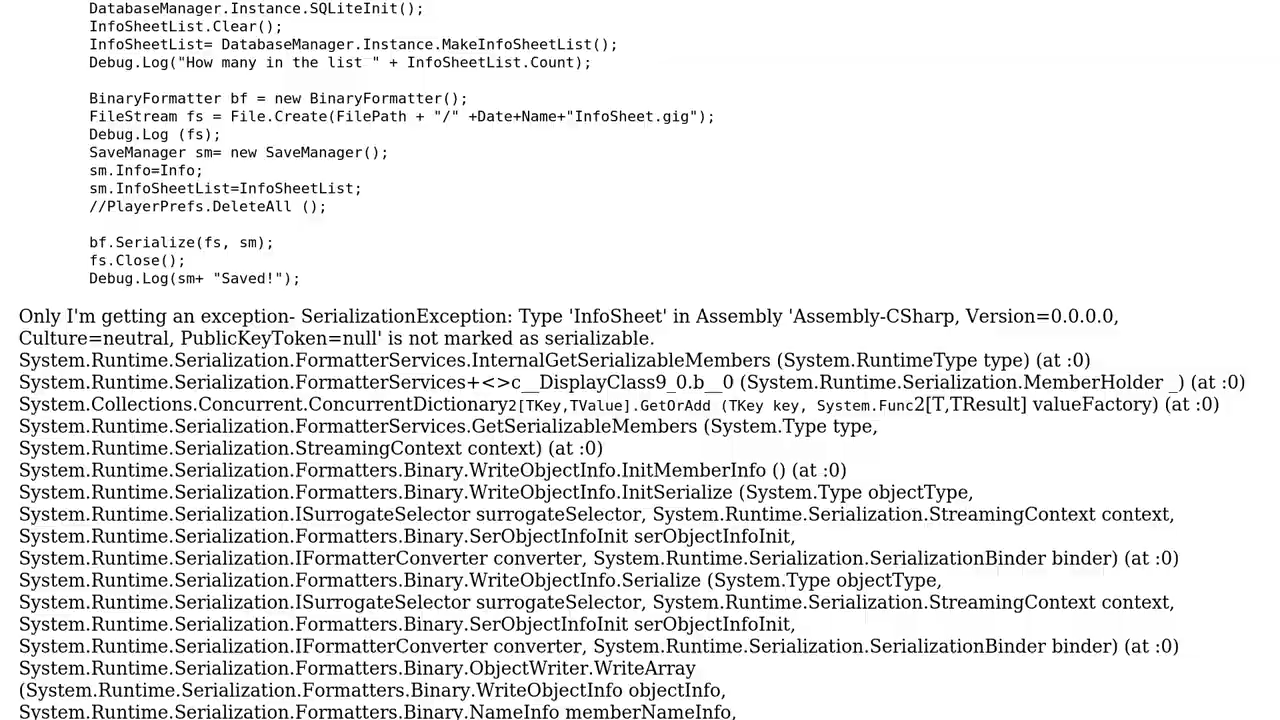 DatabaseManager.Instance.SQLiteInit();
InfoSheetList.Clear();
InfoSheetList= DatabaseManager.Instance.MakeInfoSheetList();
Debug.Log("How many in the list " + InfoSheetList.Count);
BinaryFormatter bf = new BinaryFormatter();
FileStream fs = File.Create(FilePath + "/" +Date+Name+"InfoSheet.gig");
Debug.Log (fs);
SaveManager sm= new SaveManager();
sm.Info=Info;
sm.InfoSheetList=InfoSheetList;
//PlayerPrefs.DeleteAll ();
bf.Serialize(fs, sm);
fs.Close();
Debug.Log(sm+ "Saved!");
Only I'm getting an exception- SerializationException: Type 'InfoSheet' in Assembly 'Assembly-CSharp, Version=0.0.0.0,
Culture=neutral, PublicKeyToken=null' is not marked as serializable.
System.Runtime.Serialization.FormatterServices.InternalGetSerializableMembers (System.RuntimeType type) (at :0)
System.Runtime.Serialization.FormatterServices+<>c__DisplayClass9_0.b__0 (System.Runtime.Serialization.MemberHolder _) (at :0)
System.Collections.Concurrent.ConcurrentDictionary2[TKey,TValue].GetOrAdd (TKey key, System.Func2[T,TResult] valueFactory) (at :0)
System.Runtime.Serialization.FormatterServices.GetSerializableMembers (System.Type type,
System.Runtime.Serialization.StreamingContext context) (at :0)
System.Runtime.Serialization.Formatters.Binary.WriteObjectInfo.InitMemberInfo () (at :0)
System.Runtime.Serialization.Formatters.Binary.WriteObjectInfo.InitSerialize (System.Type objectType,
System.Runtime.Serialization.ISurrogateSelector surrogateSelector, System.Runtime.Serialization.StreamingContext context,
System.Runtime.Serialization.Formatters.Binary.SerObjectInfoInit serObjectInfoInit,
System.Runtime.Serialization.IFormatterConverter converter, System.Runtime.Serialization.SerializationBinder binder) (at :0)
System.Runtime.Serialization.Formatters.Binary.WriteObjectInfo.Serialize (System.Type objectType,
System.Runtime.Serialization.ISurrogateSelector surrogateSelector, System.Runtime.Serialization.StreamingContext context,
System.Runtime.Serialization.Formatters.Binary.SerObjectInfoInit serObjectInfoInit,
System.Runtime.Serialization.IFormatterConverter converter, System.Runtime.Serialization.SerializationBinder binder) (at :0)
System.Runtime.Serialization.Formatters.Binary.ObjectWriter.WriteArray
(System.Runtime.Serialization.Formatters.Binary.WriteObjectInfo objectInfo,
System.Runtime.Serialization.Formatters.Binary.NameInfo memberNameInfo,